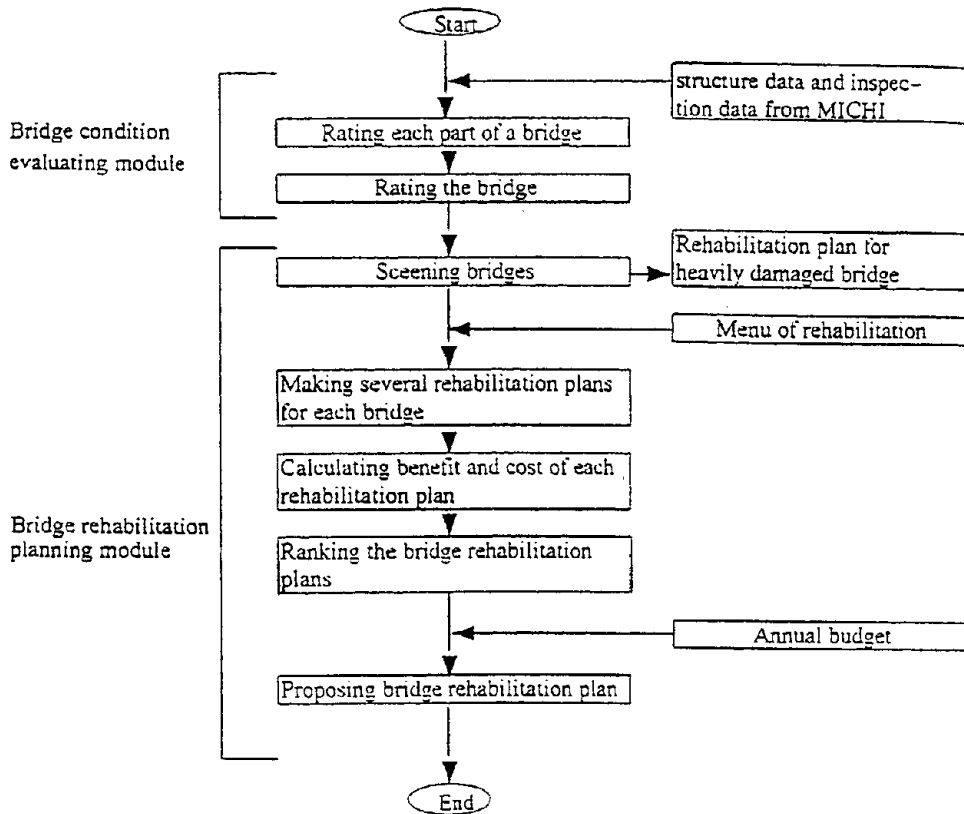 Start
structure data and inspec-
tion data from MICHI
Bridge condition
evaluating module
Rating each part of a bridge
Rating the bridge
Sceening bridges
Rehabilitation plan for
heavily damaged bridge
Menu of rehabilitation
Making several rehabilitation plans
for each bridge
Calculating benefit and cost of each
rehabilitation plan
Bridge rehabilitation
planning module
Ranking the bridge rehabilitation
plans
Annual budget
Proposing bridge rehabilitation plan
End